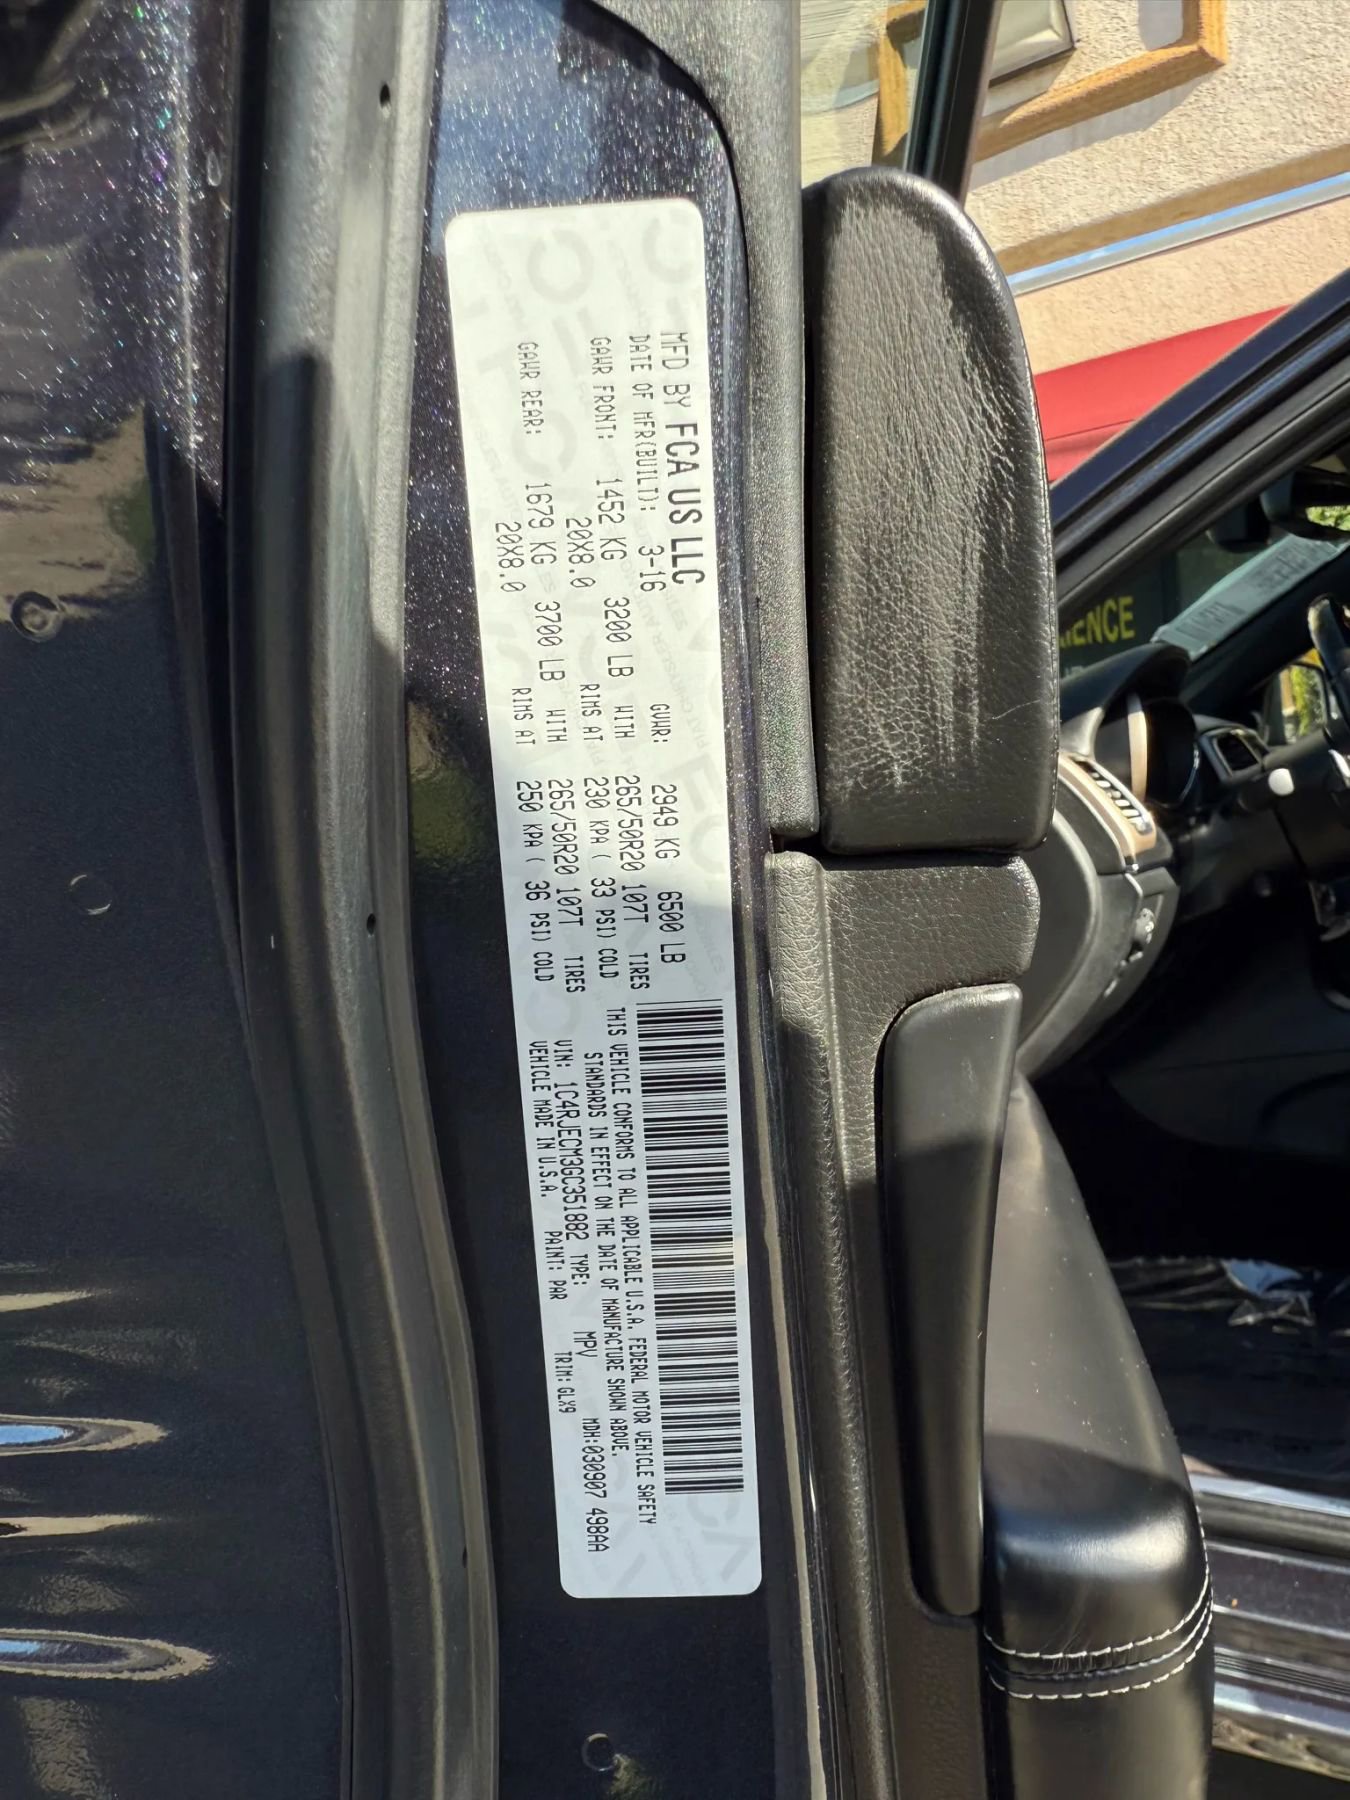 MFD BY FCA US LLC
DATE OF MFR(BUILT): 3-16 GVWR: 2949 KG 6500 LB
GAWR FRONT: 1452 KG 3200 LB WITH 265/50R20 107T TIRES
20X8.0 RIMS AT 230 KPA ( 33 PSI) COLD
GAWR REAR: 1679 KG 3700 LB WITH 265/50R20 107T TIRES
20X8.0 RIMS AT 250 KPA ( 36 PSI) COLD
THIS VEHICLE CONFORMS TO ALL APPLICABLE U.S.A. FEDERAL MOTOR VEHICLE SAFETY
STANDARDS IN EFFECT ON THE DATE OF MANUFACTURE SHOWN ABOVE.
VIN: 1C4RJECM3GC351882 TYPE: MPV MDH:030907 498AA
VEHICLE MADE IN U.S.A. PAINT: PAR TRIM: GLX9
IENCE